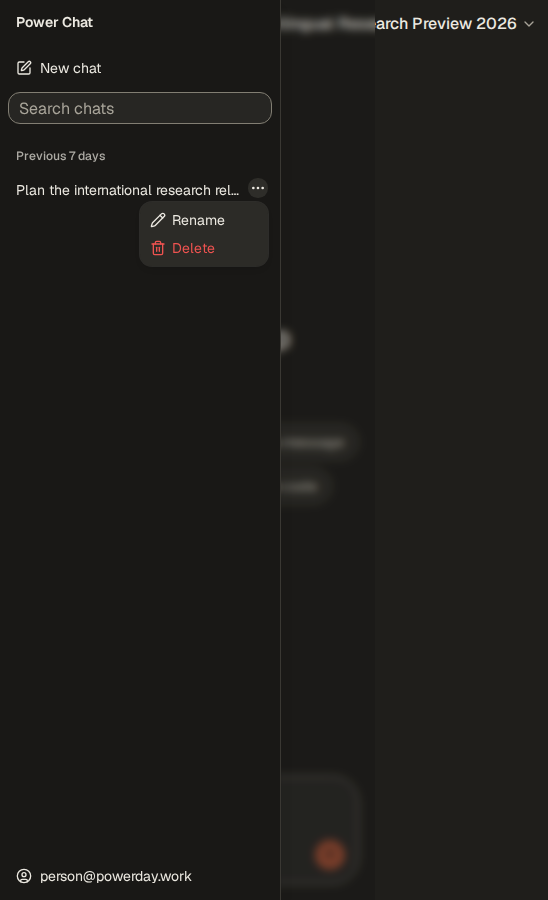 Power Chat
arch Preview 2026
New chat
Search chats
Previous 7 days
Plan the international research rel...
Rename
Delete
person@powerday.work